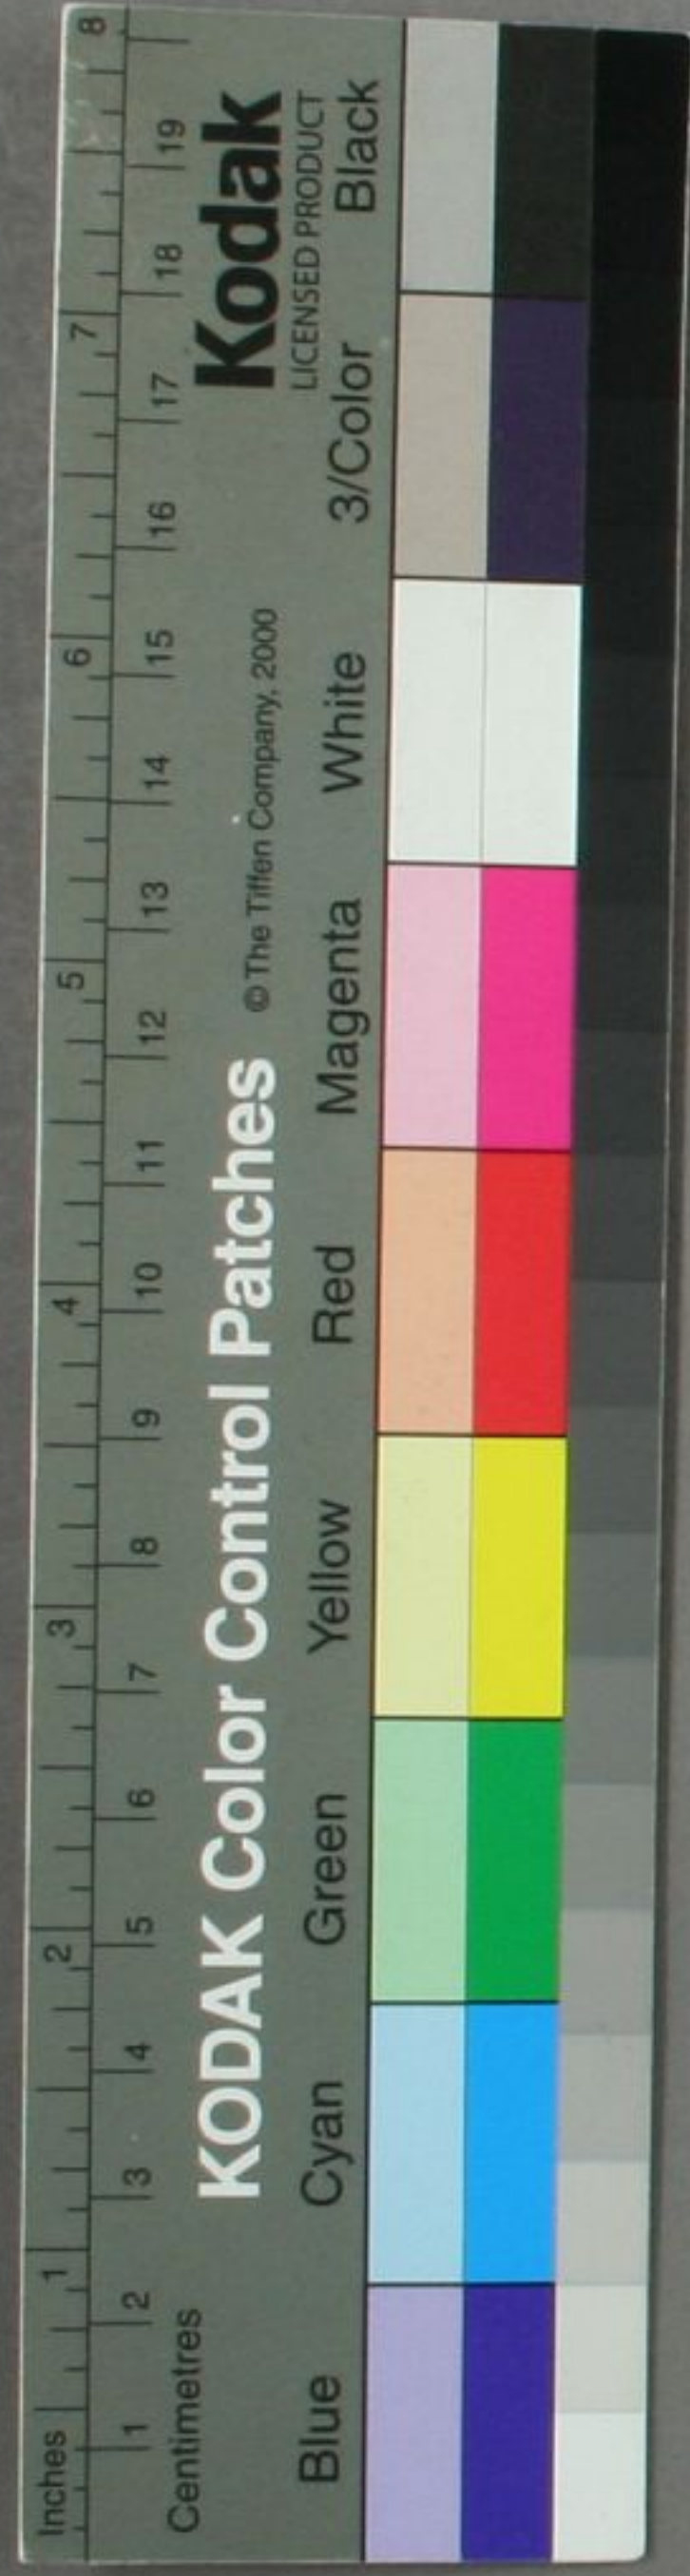 Inches 1 2 3 4 5 6 7 8
1 2 3 4 5 6 7 8 9 10 11 12 13 14 15 16 17 18 19
Centimetres
KODAK Color Control Patches © The Tiffen Company, 2000 Kodak
LICENSED PRODUCT
Blue Cyan Green Yellow Red Magenta White 3/Color Black